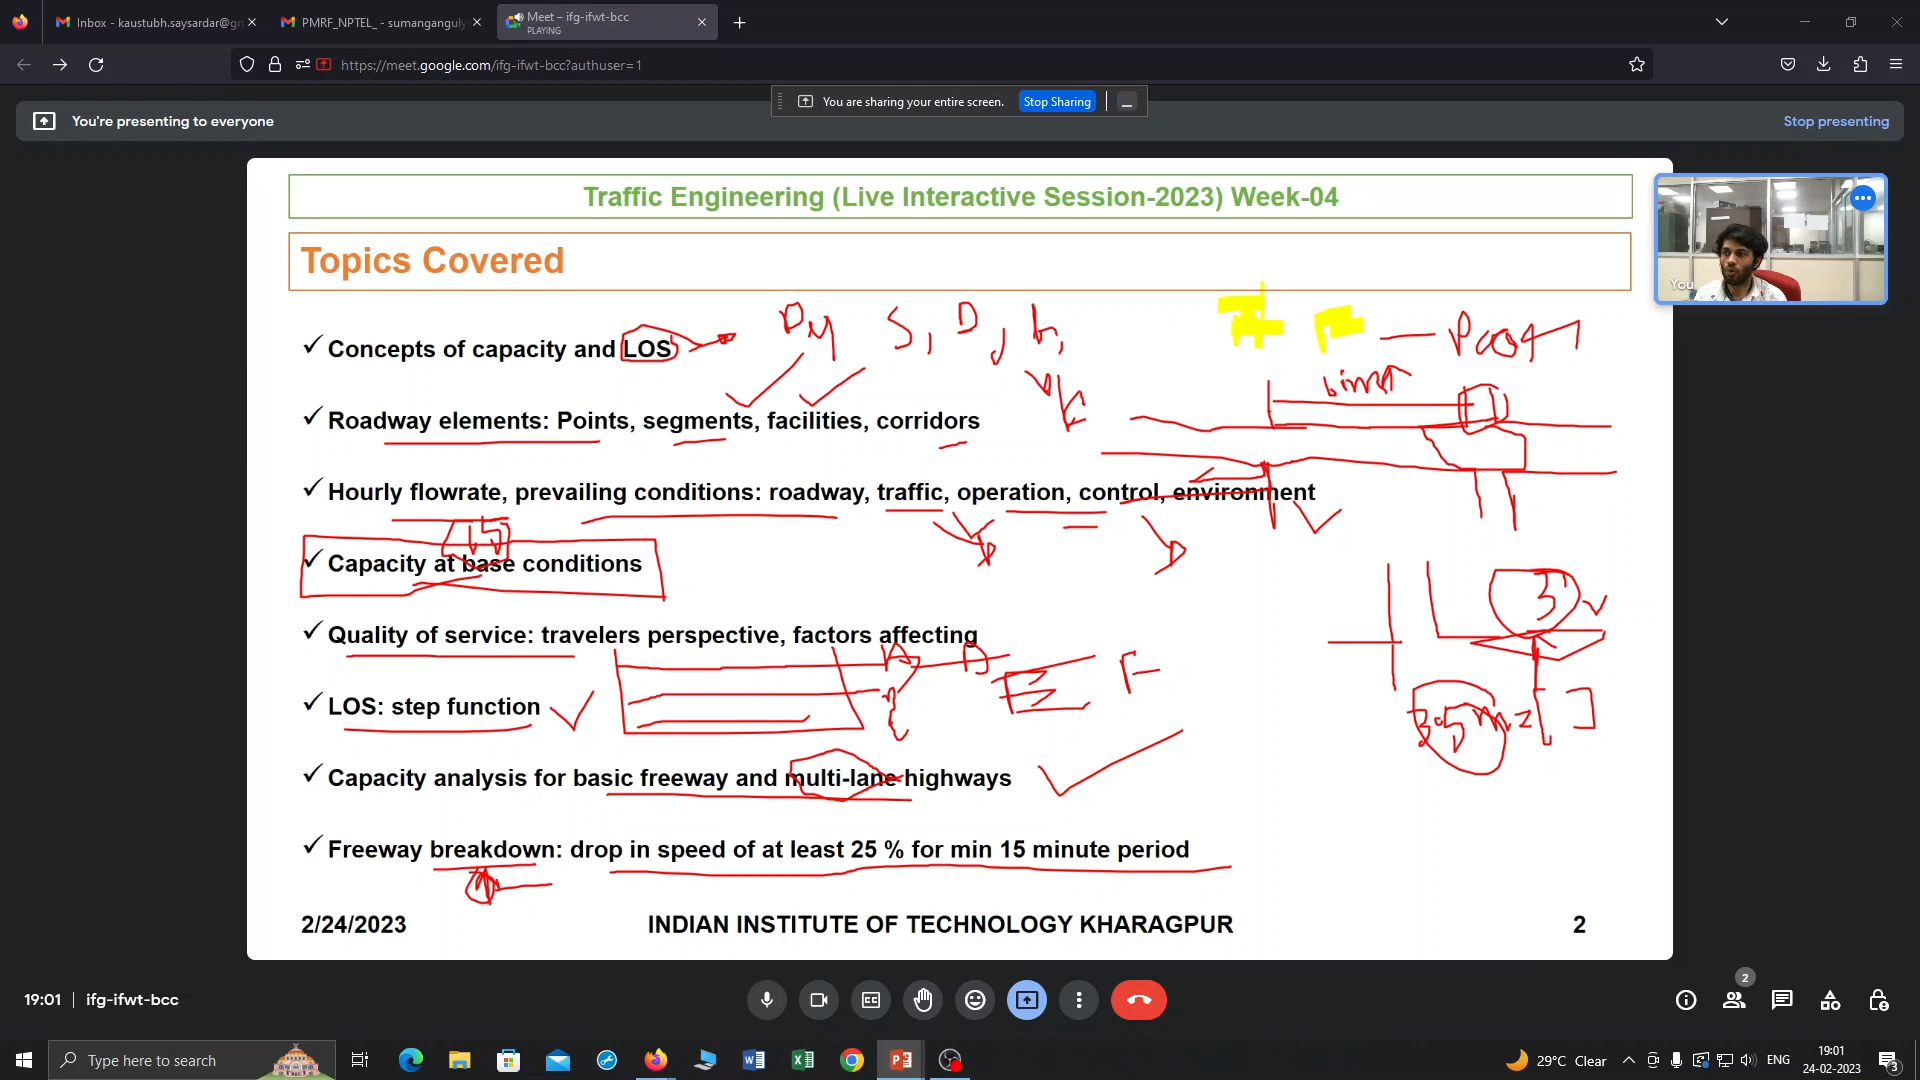 Inbox - kaustubh.saysardar@gm
PMRF_NPTEL_ - sumanganguly
Meet – ifg-ifwt-bcc
PLAYING
https://meet.google.com/ifg-ifwt-bcc?authuser=1
You are sharing your entire screen. Stop Sharing
You're presenting to everyone
Stop presenting
Traffic Engineering (Live Interactive Session-2023) Week-04
Topics Covered
You
S, D, h,
✓ Concepts of capacity and LOS
✓ Roadway elements: Points, segments, facilities, corridors
✓ Hourly flowrate, prevailing conditions: roadway, traffic, operation, control, environment
15
✓ Capacity at base conditions
3
✓ Quality of service: travelers perspective, factors affecting
A B E F
✓ LOS: step function
3.5m
✓ Capacity analysis for basic freeway and multi-lane highways
✓ Freeway breakdown: drop in speed of at least 25 % for min 15 minute period
2/24/2023 INDIAN INSTITUTE OF TECHNOLOGY KHARAGPUR 2
2
19:01 | ifg-ifwt-bcc
Type here to search
29°C Clear
ENG
19:01
24-02-2023
3